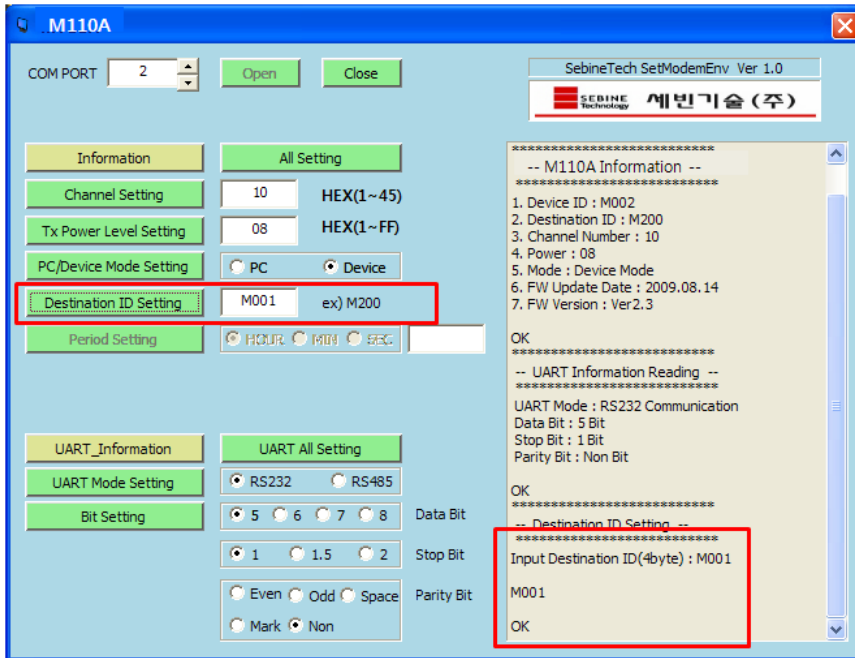 M110A
COM PORT 2 Open Close
SebineTech SetModemEnv Ver 1.0
SEBINE Technology 세빈기술(주)
Information All Setting
Channel Setting 10 HEX(1~45)
Tx Power Level Setting 08 HEX(1~FF)
PC/Device Mode Setting PC Device
Destination ID Setting M001 ex) M200
Period Setting HOUR MIN SEC
UART_Information UART All Setting
UART Mode Setting RS232 RS485
Bit Setting 5 6 7 8 Data Bit
1 1.5 2 Stop Bit
Even Odd Space Parity Bit
Mark Non
**************************
-- M110A Information --
**************************
1. Device ID : M002
2. Destination ID : M200
3. Channel Number : 10
4. Power : 08
5. Mode : Device Mode
6. FW Update Date : 2009.08.14
7. FW Version : Ver2.3
OK
**************************
-- UART Information Reading --
**************************
UART Mode : RS232 Communication
Data Bit : 5 Bit
Stop Bit : 1 Bit
Parity Bit : Non Bit
OK
**************************
-- Destination ID Setting --
**************************
Input Destination ID(4byte) : M001
M001
OK